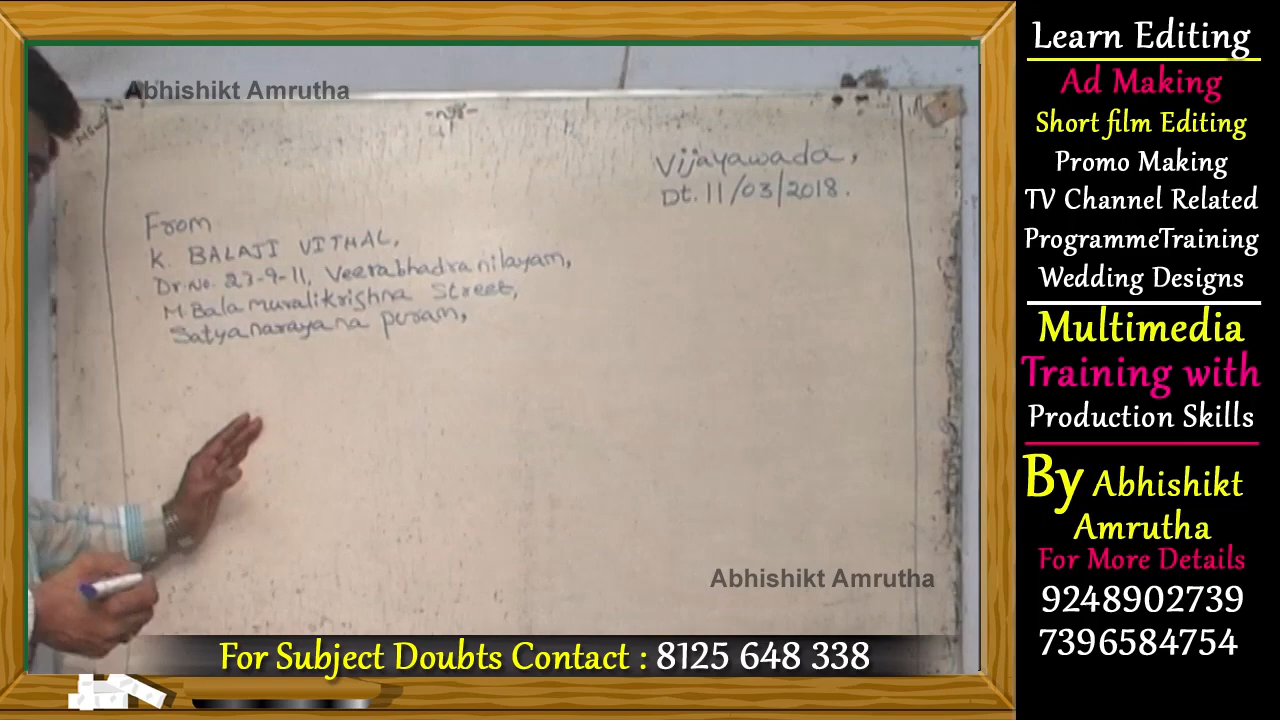 Abhishikt Amrutha
Vijayawada,
Dt. 11/03/2018.
From
K. BALAJI VITHAL,
Dr.No. 23-9-11, Veerabhadra nilayam,
M. Bala muralikrishna Street,
Satyanarayana puram,
Abhishikt Amrutha
For Subject Doubts Contact : 8125 648 338
Learn Editing
Ad Making
Short film Editing
Promo Making
TV Channel Related
ProgrammeTraining
Wedding Designs
Multimedia
Training with
Production Skills
By Abhishikt
Amrutha
For More Details
9248902739
7396584754